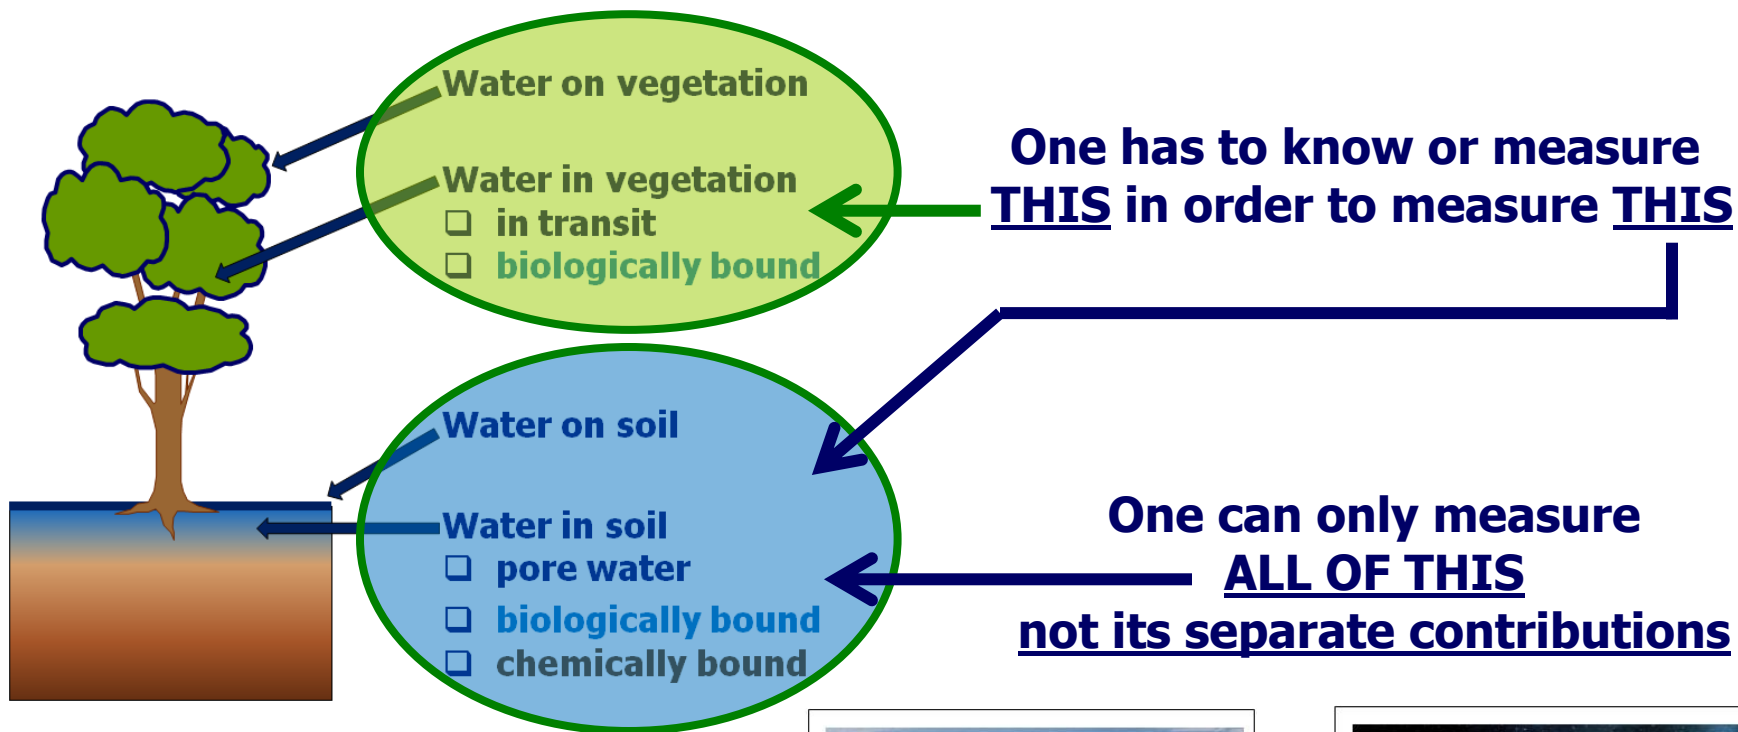 Water on vegetation
Water in vegetation
❑ in transit
❑ biologically bound
One has to know or measure
THIS in order to measure THIS
Water on soil
Water in soil
❑ pore water
❑ biologically bound
❑ chemically bound
One can only measure
ALL OF THIS
not its separate contributions